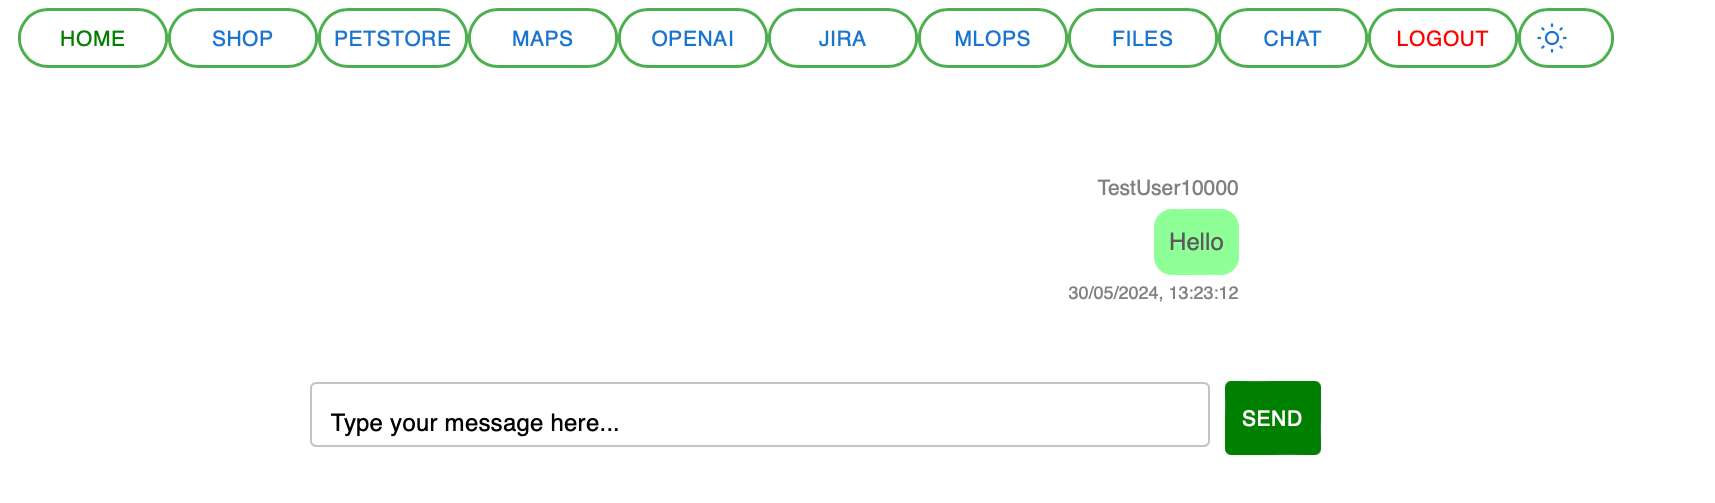 HOME SHOP PETSTORE MAPS OPENAI JIRA MLOPS FILES CHAT LOGOUT
TestUser10000
Hello
30/05/2024, 13:23:12
Type your message here... SEND